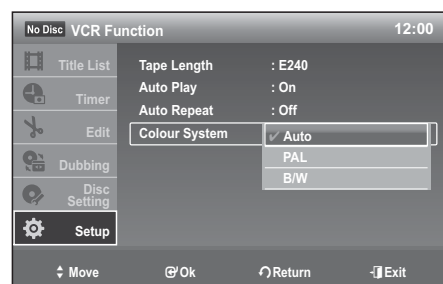 No Disc VCR Function 12:00
Title List
Timer
Edit
Dubbing
Disc
Setting
Setup
Tape Length : E240
Auto Play : On
Auto Repeat : Off
Colour System ✓ Auto
PAL
B/W
Move Ok Return Exit